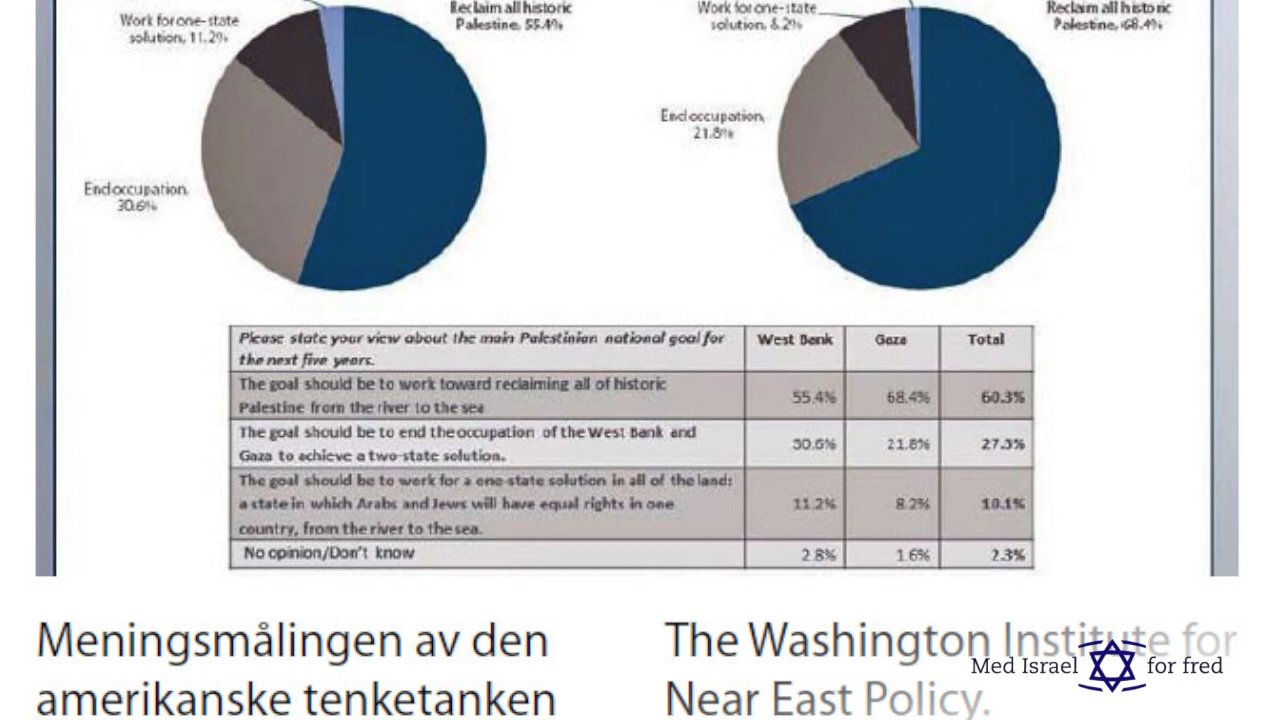 Work for one-state
solution, 11.2%
Reclaim all historic
Palestine, 55.4%
Work for one-state
solution, 8.2%
Reclaim all historic
Palestine, 68.4%
End occupation,
21.8%
End occupation,
30.6%
Please state your view about the main Palestinian national goal for
the next five years.
West Bank
Gaza
Total
The goal should be to work toward reclaiming all of historic
Palestine from the river to the sea
55.4%
68.4%
60.3%
The goal should be to end the occupation of the West Bank and
Gaza to achieve a two-state solution.
30.6%
21.8%
27.3%
The goal should be to work for a one-state solution in all of the land:
a state in which Arabs and Jews will have equal rights in one
country, from the river to the sea.
11.2%
8.2%
10.1%
No opinion/Don't know
2.8%
1.6%
2.3%
Meningsmålingen av den
amerikanske tenketanken
The Washington Institute for
Near East Policy.
Med Israel for fred